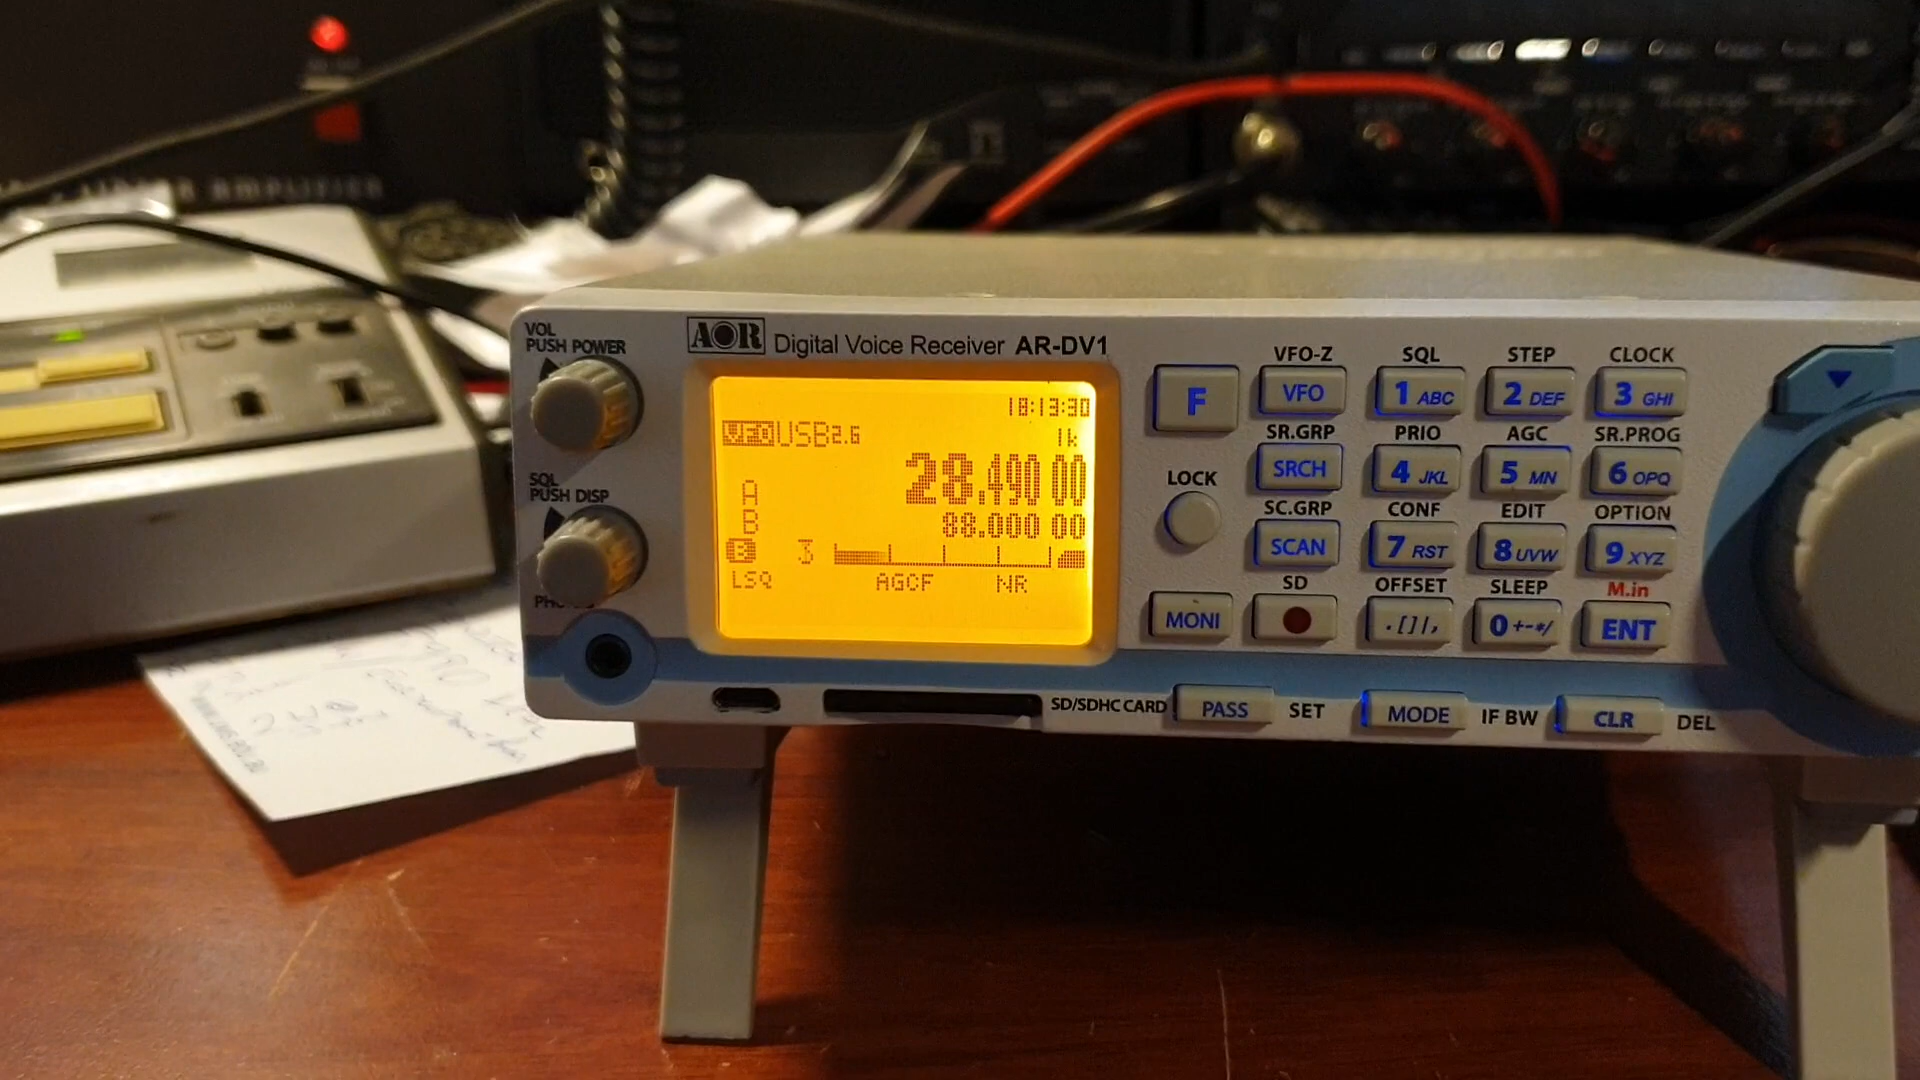 AMPLIFIER
VOL
PUSH POWER
AOR Digital Voice Receiver AR-DV1
18:13:30
VFO USB2.6
1k
A 28.490 00
B 88.000 00
3
LSQ AGCF NR
SQL
PUSH DISP
F
VFO-Z SQL STEP CLOCK
VFO 1 ABC 2 DEF 3 GHI
SR.GRP PRIO AGC SR.PROG
SRCH 4 JKL 5 MN 6 OPQ
LOCK
SC.GRP CONF EDIT OPTION
SCAN 7 RST 8 UVW 9 XYZ
SD OFFSET SLEEP M.in
MONI .[]|, 0 +-*/ ENT
SD/SDHC CARD PASS SET MODE IF BW CLR DEL